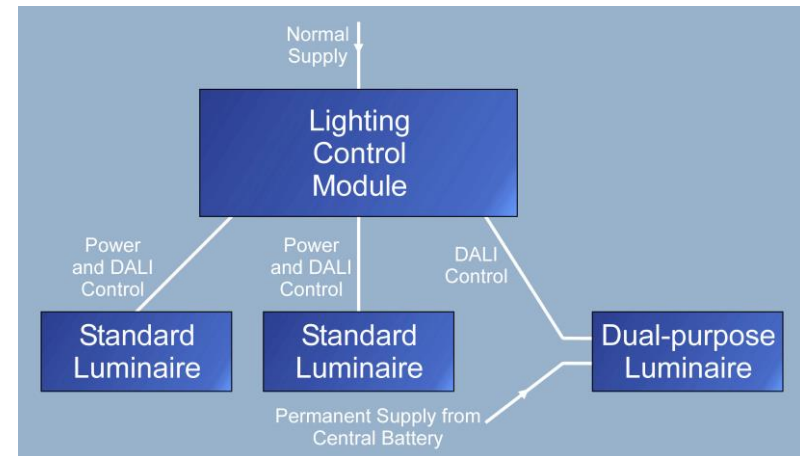 Normal
Supply
Lighting
Control
Module
Power
and DALI
Control
Power
and DALI
Control
DALI
Control
Standard
Luminaire
Standard
Luminaire
Dual-purpose
Luminaire
Permanent Supply from
Central Battery